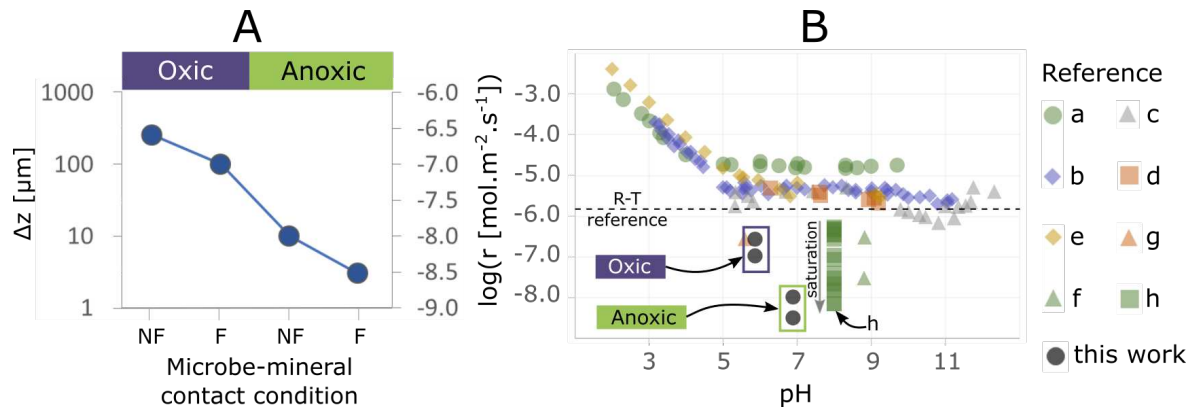 A
Oxic Anoxic
Δz [µm]
1000
100
10
1
-6.0
-6.5
-7.0
-7.5
-8.0
-8.5
-9.0
log(r [mol.m⁻².s⁻¹])
NF F NF F
Microbe-mineral
contact condition
B
-3.0
-4.0
-5.0
-6.0
-7.0
-8.0
R-T
reference
Oxic
Anoxic
saturation
h
3 5 7 9 11
pH
Reference
a c
b d
e g
f h
this work